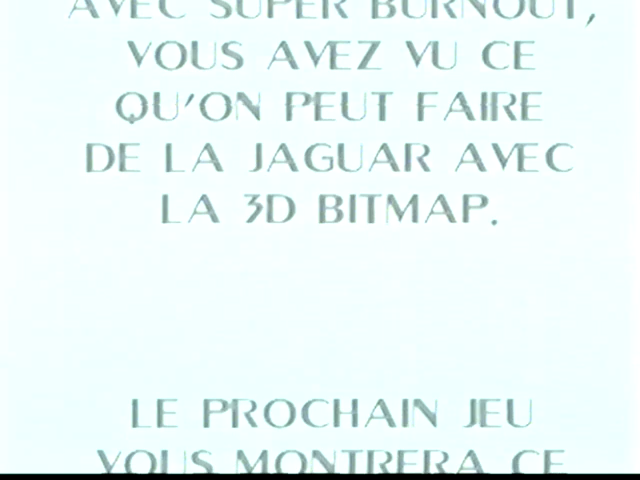 AVEC SUPER BURNOUT,
VOUS AVEZ VU CE
QU'ON PEUT FAIRE
DE LA JAGUAR AVEC
LA 3D BITMAP.
LE PROCHAIN JEU
VOUS MONTRERA CE